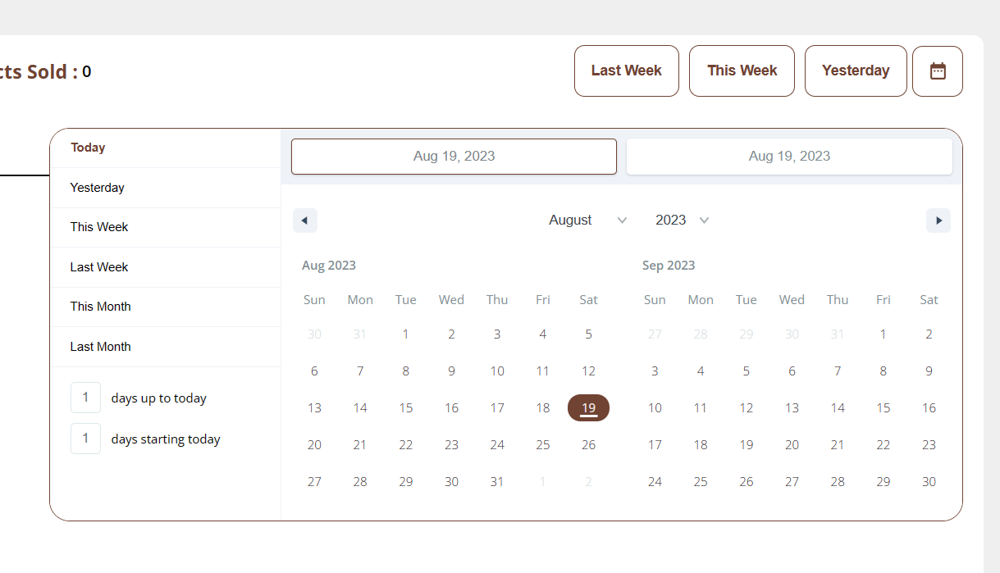 cts Sold : 0
Last Week
This Week
Yesterday
Today
Yesterday
This Week
Last Week
This Month
Last Month
1 days up to today
1 days starting today
Aug 19, 2023
Aug 19, 2023
August 2023
Aug 2023
Sun Mon Tue Wed Thu Fri Sat
30 31 1 2 3 4 5
6 7 8 9 10 11 12
13 14 15 16 17 18 19
20 21 22 23 24 25 26
27 28 29 30 31 1 2
Sep 2023
Sun Mon Tue Wed Thu Fri Sat
27 28 29 30 31 1 2
3 4 5 6 7 8 9
10 11 12 13 14 15 16
17 18 19 20 21 22 23
24 25 26 27 28 29 30